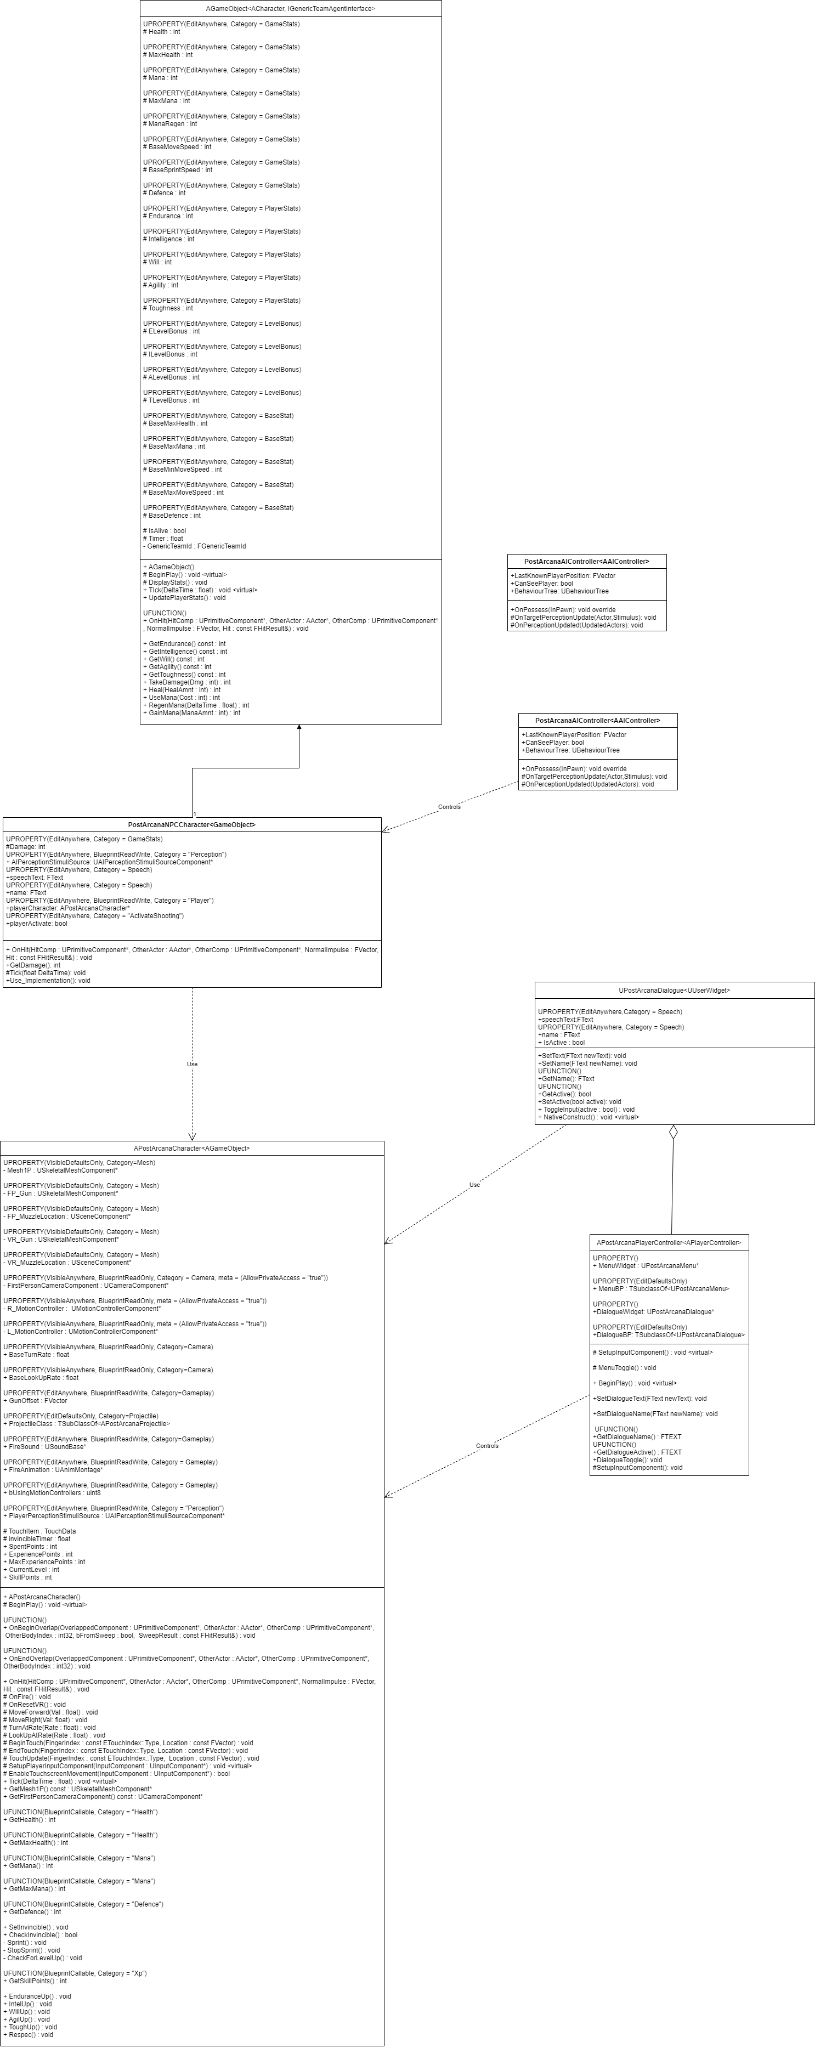 AGameObject<ACharacter, IGenericTeamAgentInterface>
UPROPERTY(EditAnywhere, Category = GameStats)
# Health : int
UPROPERTY(EditAnywhere, Category = GameStats)
# MaxHealth : int
UPROPERTY(EditAnywhere, Category = GameStats)
# Mana : int
UPROPERTY(EditAnywhere, Category = GameStats)
# MaxMana : int
UPROPERTY(EditAnywhere, Category = GameStats)
# ManaRegen : int
UPROPERTY(EditAnywhere, Category = GameStats)
# BaseMoveSpeed : int
UPROPERTY(EditAnywhere, Category = GameStats)
# BaseSprintSpeed : int
UPROPERTY(EditAnywhere, Category = GameStats)
# Defence : int
UPROPERTY(EditAnywhere, Category = PlayerStats)
# Endurance : int
UPROPERTY(EditAnywhere, Category = PlayerStats)
# Intelligence : int
UPROPERTY(EditAnywhere, Category = PlayerStats)
# Will : int
UPROPERTY(EditAnywhere, Category = PlayerStats)
# Agility : int
UPROPERTY(EditAnywhere, Category = PlayerStats)
# Toughness : int
UPROPERTY(EditAnywhere, Category = LevelBonus)
# ELevelBonus : int
UPROPERTY(EditAnywhere, Category = LevelBonus)
# ILevelBonus : int
UPROPERTY(EditAnywhere, Category = LevelBonus)
# ALevelBonus : int
UPROPERTY(EditAnywhere, Category = LevelBonus)
# TLevelBonus : int
UPROPERTY(EditAnywhere, Category = BaseStat)
# BaseMaxHealth : int
UPROPERTY(EditAnywhere, Category = BaseStat)
# BaseMaxMana : int
UPROPERTY(EditAnywhere, Category = BaseStat)
# BaseMinMoveSpeed : int
UPROPERTY(EditAnywhere, Category = BaseStat)
# BaseMaxMoveSpeed : int
UPROPERTY(EditAnywhere, Category = BaseStat)
# BaseDefence : int
# IsAlive : bool
# Timer : float
- GenericTeamId : FGenericTeamId
+ AGameObject()
# BeginPlay() : void <virtual>
# DisplayStats() : void
+ Tick(DeltaTime : float) : void <virtual>
+ UpdatePlayerStats() : void
UFUNCTION()
+ OnHit(HitComp : UPrimitiveComponent*, OtherActor : AActor*, OtherComp : UPrimitiveComponent*
, NormalImpulse : FVector, Hit : const FHitResult&) : void
+ GetEndurance() const : int
+ GetIntelligence() const : int
+ GetWill() const : int
+ GetAgility() const : int
+ GetToughness() const : int
+ TakeDamage(Dmg : int) : int
+ Heal(HealAmnt : int) : int
+ UseMana(Cost : int) : int
+ RegenMana(DeltaTime : float) : int
+ GainMana(ManaAmnt : int) : int
PostArcanaAIController<AAIController>
+LastKnownPlayerPosition: FVector
+CanSeePlayer: bool
+BehaviourTree: UBehaviourTree
+OnPossess(InPawn): void override
#OnTargetPerceptionUpdate(Actor,Stimulus): void
#OnPerceptionUpdated(UpdatedActors): void
PostArcanaAIController<AAIController>
+LastKnownPlayerPosition: FVector
+CanSeePlayer: bool
+BehaviourTree: UBehaviourTree
+OnPossess(InPawn): void override
#OnTargetPerceptionUpdate(Actor,Stimulus): void
#OnPerceptionUpdated(UpdatedActors): void
Controls
1
PostArcanaNPCCharacter<GameObject>
UPROPERTY(EditAnywhere, Category = GameStats)
#Damage: int
UPROPERTY(EditAnywhere, BlueprintReadWrite, Category = "Perception")
+ AIPerceptionStimuliSource: UAIPerceptionStimuliSourceComponent*
UPROPERTY(EditAnywhere, Category = Speech)
+speechText: FText
UPROPERTY(EditAnywhere, Category = Speech)
+name: FText
UPROPERTY(EditAnywhere, BlueprintReadWrite, Category = "Player")
+playerCharacter: APostArcanaCharacter*
UPROPERTY(EditAnywhere, Category = "ActivateShooting")
+playerActivate: bool
+ OnHit(HitComp : UPrimitiveComponent*, OtherActor : AActor*, OtherComp : UPrimitiveComponent*, NormalImpulse : FVector,
Hit : const FHitResult&) : void
+GetDamage(): int
#Tick(float DeltaTime): void
+Use_Implementation(): void
Use
UPostArcanaDialogue<UUserWidget>
UPROPERTY(EditAnywhere,Category = Speech)
+speechText:FText
UPROPERTY(EditAnywhere, Category = Speech)
+name : FText
+ IsActive : bool
+SetText(FText newText): void
+SetName(FText newName): void
UFUNCTION()
+GetName(): FText
UFUNCTION()
+GetActive(): bool
+SetActive(bool active): void
+ ToggleInput(active : bool) : void
+ NativeConstruct() : void <virtual>
Use
APostArcanaCharacter<AGameObject>
UPROPERTY(VisibleDefaultsOnly, Category=Mesh)
- Mesh1P : USkeletalMeshComponent*
UPROPERTY(VisibleDefaultsOnly, Category = Mesh)
- FP_Gun : USkeletalMeshComponent*
UPROPERTY(VisibleDefaultsOnly, Category = Mesh)
- FP_MuzzleLocation : USceneComponent*
UPROPERTY(VisibleDefaultsOnly, Category = Mesh)
- VR_Gun : USkeletalMeshComponent*
UPROPERTY(VisibleDefaultsOnly, Category = Mesh)
- VR_MuzzleLocation : USceneComponent*
UPROPERTY(VisibleAnywhere, BlueprintReadOnly, Category = Camera, meta = (AllowPrivateAccess = "true"))
- FirstPersonCameraComponent : UCameraComponent*
UPROPERTY(VisibleAnywhere, BlueprintReadOnly, meta = (AllowPrivateAccess = "true"))
- R_MotionController : UMotionControllerComponent*
UPROPERTY(VisibleAnywhere, BlueprintReadOnly, meta = (AllowPrivateAccess = "true"))
- L_MotionController : UMotionControllerComponent*
UPROPERTY(VisibleAnywhere, BlueprintReadOnly, Category=Camera)
+ BaseTurnRate : float
UPROPERTY(VisibleAnywhere, BlueprintReadOnly, Category=Camera)
+ BaseLookUpRate : float
UPROPERTY(EditAnywhere, BlueprintReadWrite, Category=Gameplay)
+ GunOffset : FVector
UPROPERTY(EditDefaultsOnly, Category=Projectile)
+ ProjectileClass : TSubClassOf<APostArcanaProjectile>
UPROPERTY(EditAnywhere, BlueprintReadWrite, Category=Gameplay)
+ FireSound : USoundBase*
UPROPERTY(EditAnywhere, BlueprintReadWrite, Category = Gameplay)
+ FireAnimation : UAnimMontage*
UPROPERTY(EditAnywhere, BlueprintReadWrite, Category = Gameplay)
+ bUsingMotionControllers : uint8
UPROPERTY(EditAnywhere, BlueprintReadWrite, Category = "Perception")
+ PlayerPerceptionStimuliSource : UAIPerceptionStimuliSourceComponent*
# TouchItem : TouchData
# InvincibleTimer : float
+ SpentPoints : int
+ ExperiencePoints : int
+ MaxExperiencePoints : int
+ CurrentLevel : int
+ SkillPoints : int
+ APostArcanaCharacter()
# BeginPlay() : void <virtual>
UFUNCTION()
+ OnBeginOverlap(OverlappedComponent : UPrimitiveComponent*, OtherActor : AActor*, OtherComp : UPrimitiveComponent*,
OtherBodyIndex : int32, bFromSweep : bool, SweepResult : const FHitResult&) : void
UFUNCTION()
+ OnEndOverlap(OverlappedComponent : UPrimitiveComponent*, OtherActor : AActor*, OtherComp : UPrimitiveComponent*,
OtherBodyIndex : int32) : void
+ OnHit(HitComp : UPrimitiveComponent*, OtherActor : AActor*, OtherComp : UPrimitiveComponent*, NormalImpulse : FVector,
Hit : const FHitResult&) : void
# OnFire() : void
# OnResetVR() : void
# MoveForward(Val : float) : void
# MoveRight(Val: float) : void
# TurnAtRate(Rate : float) : void
# LookUpAtRate(Rate : float) : void
# BeginTouch(FingerIndex : const ETouchIndex::Type, Location : const FVector) : void
# EndTouch(FingerIndex : const ETouchIndex::Type, Location : const FVector) : void
# TouchUpdate(FingerIndex : const ETouchIndex::Type, Location : const FVector) : void
# SetupPlayerInputComponent(InputComponent : UInputComponent*) : void <virtual>
# EnableTouchscreenMovement(InputComponent : UInputComponent*) : bool
+ Tick(DeltaTime : float) : void <virtual>
+ GetMesh1P() const : USkeletalMeshComponent*
+ GetFirstPersonCameraComponent() const : UCameraComponent*
UFUNCTION(BlueprintCallable, Category = "Health")
+ GetHealth() : int
UFUNCTION(BlueprintCallable, Category = "Health")
+ GetMaxHealth() : int
UFUNCTION(BlueprintCallable, Category = "Mana")
+ GetMana() : int
UFUNCTION(BlueprintCallable, Category = "Mana")
+ GetMaxMana() : int
UFUNCTION(BlueprintCallable, Category = "Defence")
+ GetDefence() : int
+ SetInvincible() : void
+ CheckInvincible() : bool
- Sprint() : void
- StopSprint() : void
- CheckForLevelUp() : void
UFUNCTION(BlueprintCallable, Category = "Xp")
+ GetSkillPoints() : int
+ EnduranceUp() : void
+ IntelUp() : void
+ WillUp() : void
+ AgilUp() : void
+ ToughUp() : void
+ Respec() : void
APostArcanaPlayerController<APlayerController>
UPROPERTY()
+ MenuWidget : UPostArcanaMenu*
UPROPERTY(EditDefaultsOnly)
+ MenuBP : TSubclassOf<UPostArcanaMenu>
UPROPERTY()
+DialogueWidget: UPostArcanaDialogue*
UPROPERTY(EditDefaultsOnly)
+DialogueBP: TSubclassOf<UPostArcanaDialogue>
# SetupInputComponent() : void <virtual>
# MenuToggle() : void
+ BeginPlay() : void <virtual>
+SetDialogueText(FText newText): void
+SetDialogueName(FText newName): void
UFUNCTION()
+GetDialogueName() : FTEXT
UFUNCTION()
+GetDialogueActive() : FTEXT
+DialogueToggle(): void
#SetupInputComponent(): void
Controls